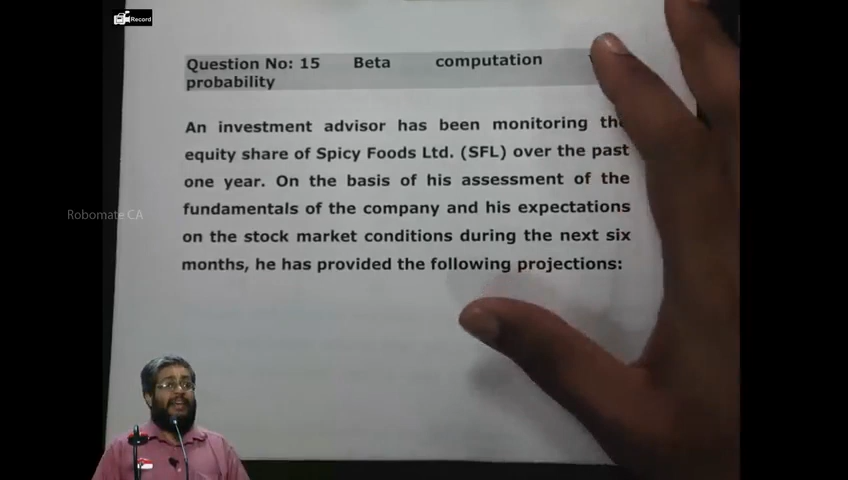 Record
Question No: 15 Beta computation
probability
An investment advisor has been monitoring the
equity share of Spicy Foods Ltd. (SFL) over the past
one year. On the basis of his assessment of the
fundamentals of the company and his expectations
on the stock market conditions during the next six
months, he has provided the following projections:
Robomate CA